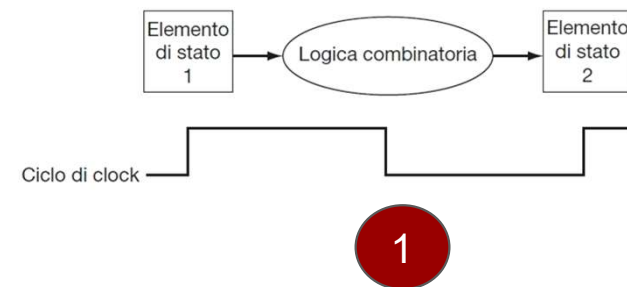 Elemento
di stato
1
Logica combinatoria
Elemento
di stato
2
Ciclo di clock
1